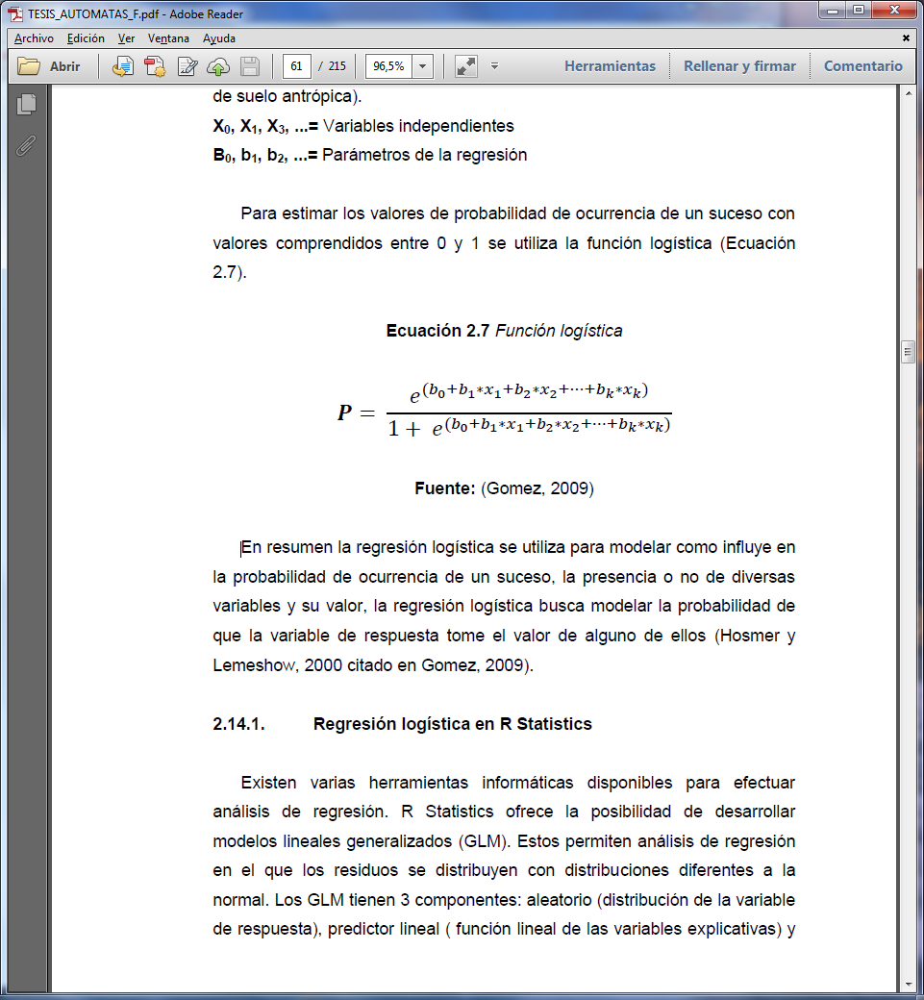 TESIS_AUTOMATAS_F.pdf - Adobe Reader
Archivo Edición Ver Ventana Ayuda
Abrir 61 / 215 96,5% Herramientas Rellenar y firmar Comentario
de suelo antrópica).
X₀, X₁, X₃, ...= Variables independientes
B₀, b₁, b₂, ...= Parámetros de la regresión
Para estimar los valores de probabilidad de ocurrencia de un suceso con
valores comprendidos entre 0 y 1 se utiliza la función logística (Ecuación
2.7).
Ecuación 2.7 Función logística
P = e^(b₀+b₁*x₁+b₂*x₂+⋯+bₖ*xₖ) / 1 + e^(b₀+b₁*x₁+b₂*x₂+⋯+bₖ*xₖ)
Fuente: (Gomez, 2009)
En resumen la regresión logística se utiliza para modelar como influye en
la probabilidad de ocurrencia de un suceso, la presencia o no de diversas
variables y su valor, la regresión logística busca modelar la probabilidad de
que la variable de respuesta tome el valor de alguno de ellos (Hosmer y
Lemeshow, 2000 citado en Gomez, 2009).
2.14.1. Regresión logística en R Statistics
Existen varias herramientas informáticas disponibles para efectuar
análisis de regresión. R Statistics ofrece la posibilidad de desarrollar
modelos lineales generalizados (GLM). Estos permiten análisis de regresión
en el que los residuos se distribuyen con distribuciones diferentes a la
normal. Los GLM tienen 3 componentes: aleatorio (distribución de la variable
de respuesta), predictor lineal ( función lineal de las variables explicativas) y